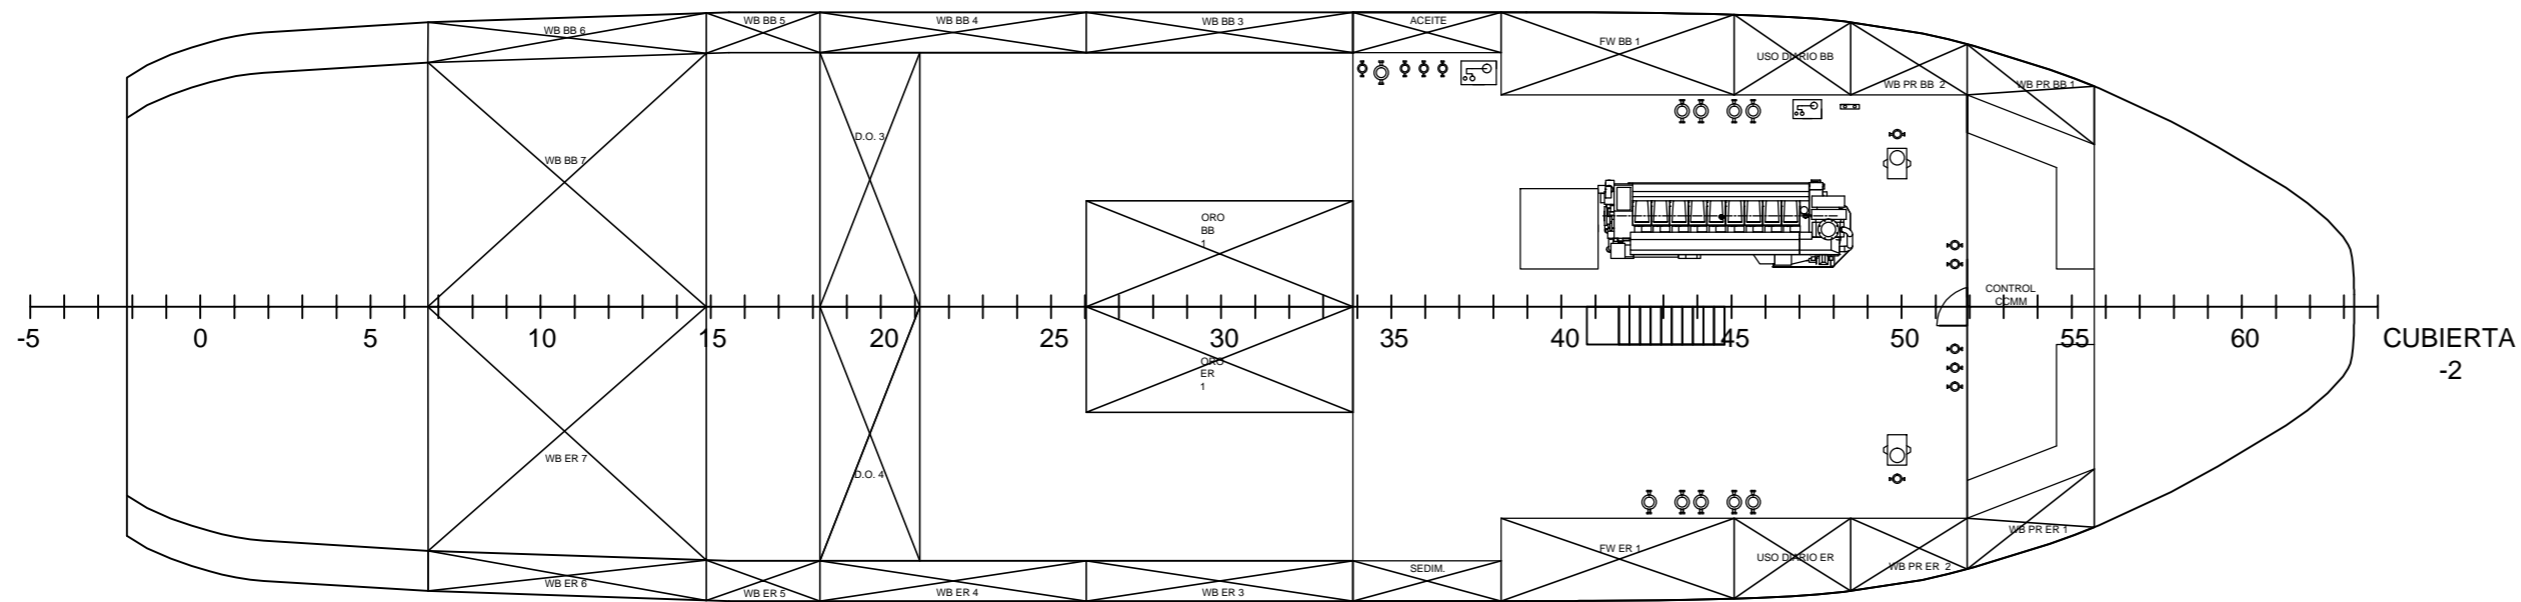 WB BB 6
WB BB 5
WB BB 4
WB BB 3
ACEITE
FW BB 1
USO DIARIO BB
WB PR BB 2
WB PR BB 1
D.O. 3
WB BB 7
ORO
BB
1
CONTROL
CCMM
-5
0
5
10
15
20
25
30
35
40
45
50
55
60
CUBIERTA
-2
ORO
ER
1
WB ER 7
D.O. 4
WB ER 6
WB ER 5
WB ER 4
WB ER 3
SEDIM.
FW ER 1
USO DIARIO ER
WB PR ER 2
WB PR ER 1